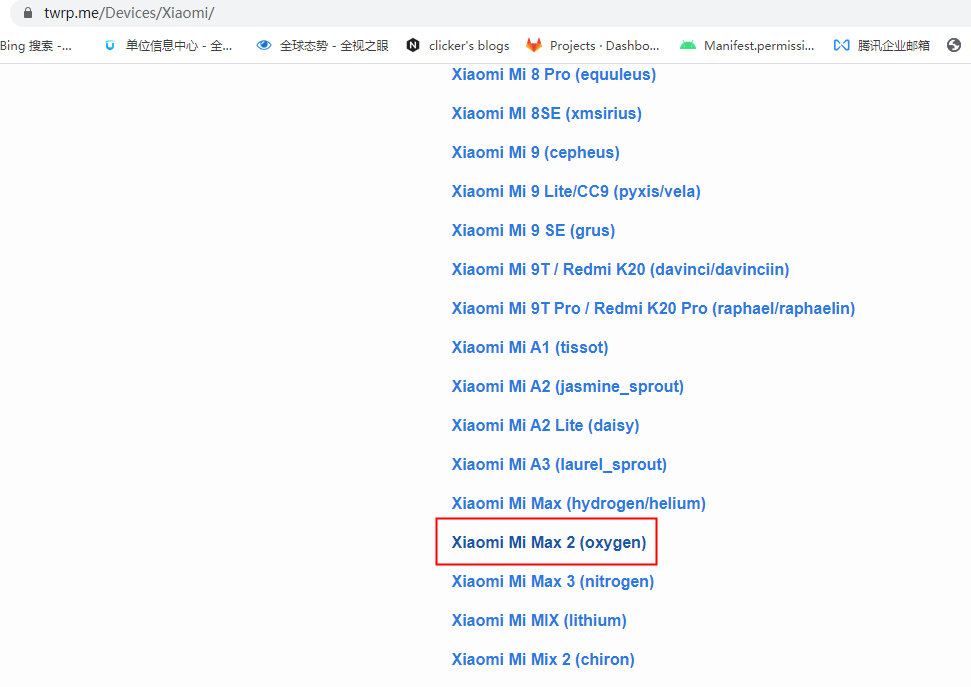 twrp.me/Devices/Xiaomi/
Bing 搜索 -... 单位信息中心 - 全... 全球态势 - 全视之眼 clicker's blogs Projects · Dashbo... Manifest.permissi... 腾讯企业邮箱
Xiaomi Mi 8 Pro (equuleus)
Xiaomi MI 8SE (xmsirius)
Xiaomi Mi 9 (cepheus)
Xiaomi Mi 9 Lite/CC9 (pyxis/vela)
Xiaomi Mi 9 SE (grus)
Xiaomi Mi 9T / Redmi K20 (davinci/davinciin)
Xiaomi Mi 9T Pro / Redmi K20 Pro (raphael/raphaelin)
Xiaomi Mi A1 (tissot)
Xiaomi Mi A2 (jasmine_sprout)
Xiaomi Mi A2 Lite (daisy)
Xiaomi Mi A3 (laurel_sprout)
Xiaomi Mi Max (hydrogen/helium)
Xiaomi Mi Max 2 (oxygen)
Xiaomi Mi Max 3 (nitrogen)
Xiaomi Mi MIX (lithium)
Xiaomi Mi Mix 2 (chiron)